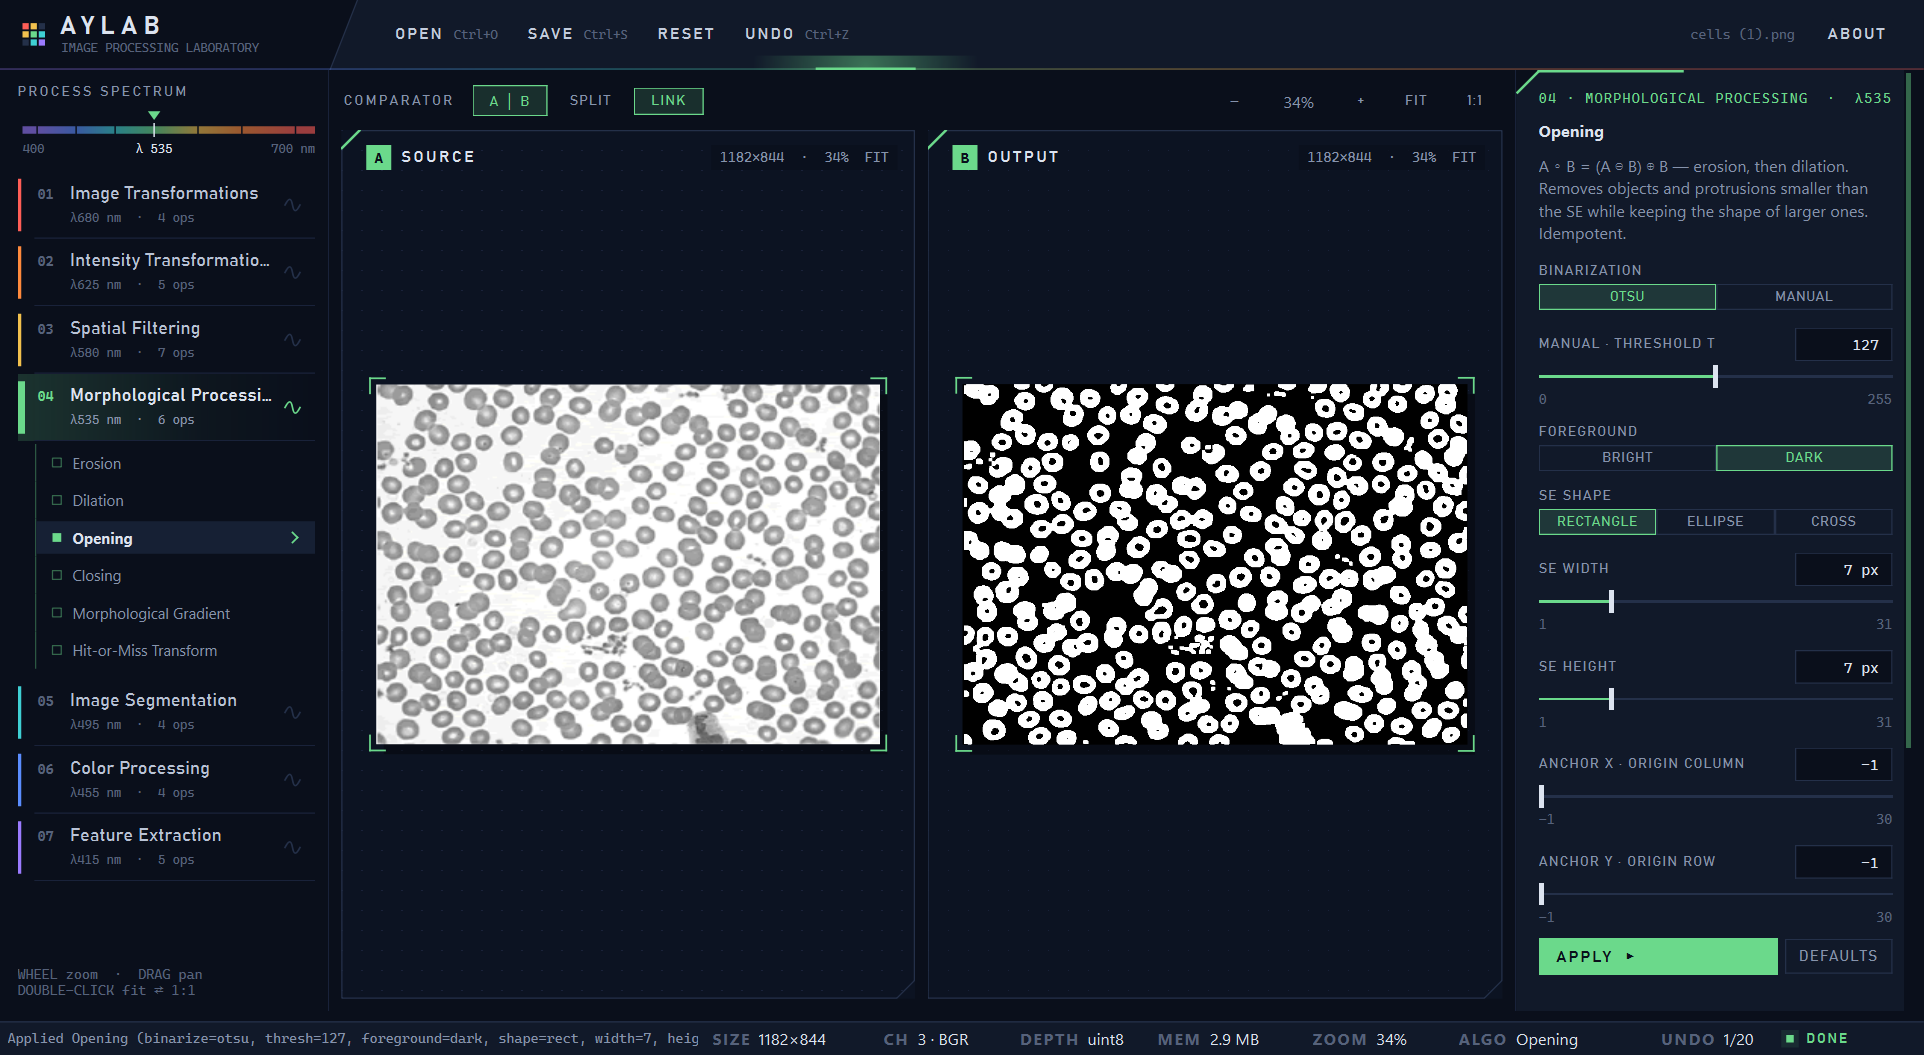 AYLAB
IMAGE PROCESSING LABORATORY
OPEN Ctrl+O SAVE Ctrl+S RESET UNDO Ctrl+Z
cells (1).png ABOUT
PROCESS SPECTRUM
400 λ 535 700 nm
01 Image Transformations
λ680 nm · 4 ops
02 Intensity Transformatio...
λ625 nm · 5 ops
03 Spatial Filtering
λ580 nm · 7 ops
04 Morphological Processi...
λ535 nm · 6 ops
Erosion
Dilation
Opening
Closing
Morphological Gradient
Hit-or-Miss Transform
05 Image Segmentation
λ495 nm · 4 ops
06 Color Processing
λ455 nm · 4 ops
07 Feature Extraction
λ415 nm · 5 ops
WHEEL zoom · DRAG pan
DOUBLE-CLICK fit ⇄ 1:1
COMPARATOR A | B SPLIT LINK − 34% + FIT 1:1
A SOURCE 1182×844 · 34% FIT
B OUTPUT 1182×844 · 34% FIT
04 · MORPHOLOGICAL PROCESSING · λ535
Opening
A ∘ B = (A ⊖ B) ⊕ B — erosion, then dilation.
Removes objects and protrusions smaller than
the SE while keeping the shape of larger ones.
Idempotent.
BINARIZATION
OTSU MANUAL
MANUAL · THRESHOLD T 127
0 255
FOREGROUND
BRIGHT DARK
SE SHAPE
RECTANGLE ELLIPSE CROSS
SE WIDTH 7 px
1 31
SE HEIGHT 7 px
1 31
ANCHOR X · ORIGIN COLUMN −1
−1 30
ANCHOR Y · ORIGIN ROW −1
−1 30
APPLY ▸ DEFAULTS
Applied Opening (binarize=otsu, thresh=127, foreground=dark, shape=rect, width=7, heig SIZE 1182×844 CH 3 · BGR DEPTH uint8 MEM 2.9 MB ZOOM 34% ALGO Opening UNDO 1/20 DONE